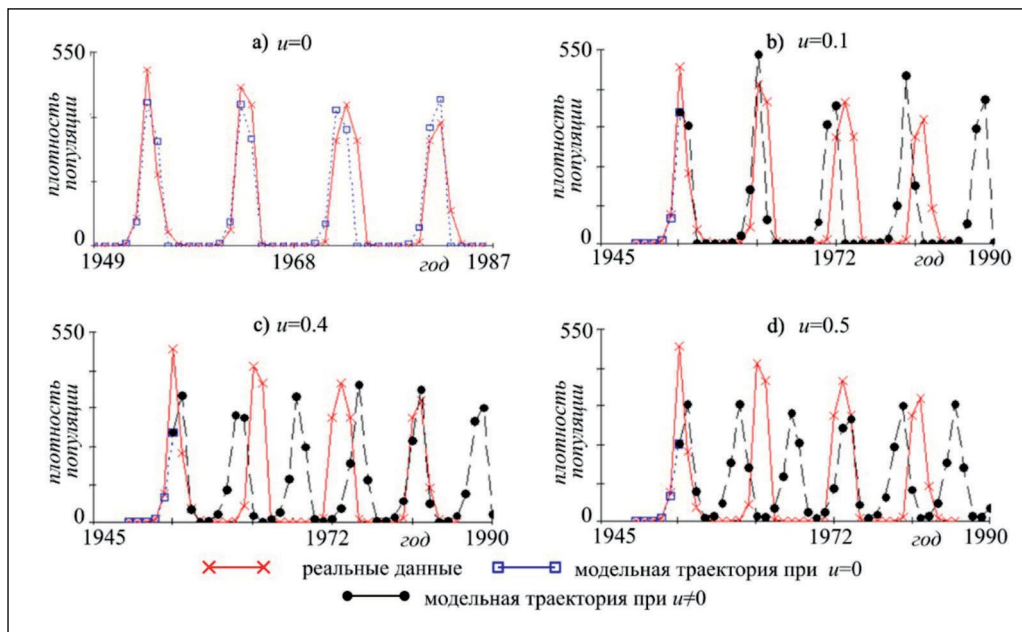 a) u=0
550
плотность
популяции
0
1949
1968
год
1987
b) u=0.1
550
плотность
популяции
0
1945
1972
год
1990
c) u=0.4
550
плотность
популяции
0
1945
1972
год
1990
d) u=0.5
550
плотность
популяции
0
1945
1972
год
1990
реальные данные
модельная траектория при u=0
модельная траектория при u≠0